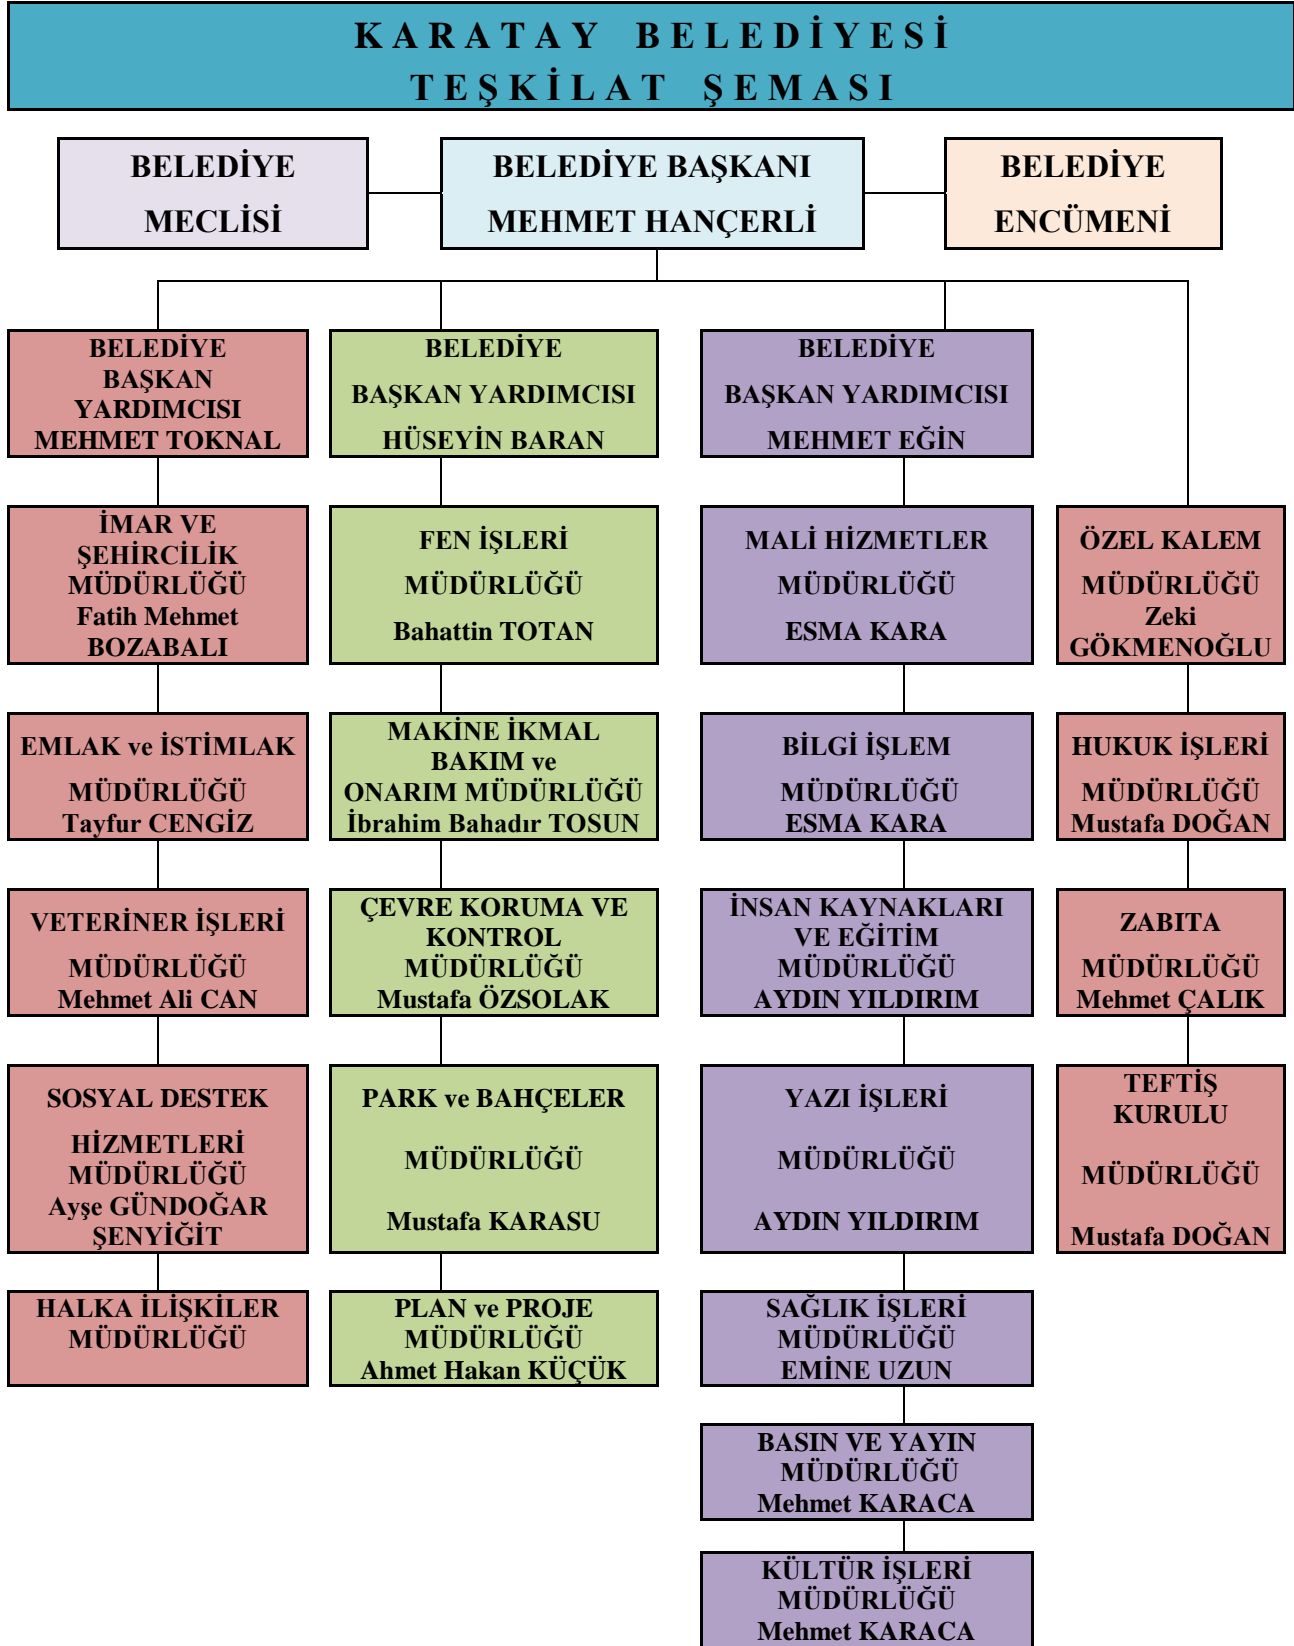 KARATAY BELEDİYESİ
TEŞKİLAT ŞEMASI
BELEDİYE
MECLİSİ
BELEDİYE BAŞKANI
MEHMET HANÇERLİ
BELEDİYE
ENCÜMENİ
BELEDİYE
BAŞKAN
YARDIMCISI
MEHMET TOKNAL
BELEDİYE
BAŞKAN YARDIMCISI
HÜSEYİN BARAN
BELEDİYE
BAŞKAN YARDIMCISI
MEHMET EĞİN
İMAR VE
ŞEHİRCİLİK
MÜDÜRLÜĞÜ
Fatih Mehmet
BOZABALI
FEN İŞLERİ
MÜDÜRLÜĞÜ
Bahattin TOTAN
MALİ HİZMETLER
MÜDÜRLÜĞÜ
ESMA KARA
ÖZEL KALEM
MÜDÜRLÜĞÜ
Zeki
GÖKMENOĞLU
EMLAK ve İSTİMLAK
MÜDÜRLÜĞÜ
Tayfur CENGİZ
MAKİNE İKMAL
BAKIM ve
ONARIM MÜDÜRLÜĞÜ
İbrahim Bahadır TOSUN
BİLGİ İŞLEM
MÜDÜRLÜĞÜ
ESMA KARA
HUKUK İŞLERİ
MÜDÜRLÜĞÜ
Mustafa DOĞAN
VETERİNER İŞLERİ
MÜDÜRLÜĞÜ
Mehmet Ali CAN
ÇEVRE KORUMA VE
KONTROL
MÜDÜRLÜĞÜ
Mustafa ÖZSOLAK
İNSAN KAYNAKLARI
VE EĞİTİM
MÜDÜRLÜĞÜ
AYDIN YILDIRIM
ZABITA
MÜDÜRLÜĞÜ
Mehmet ÇALIK
SOSYAL DESTEK
HİZMETLERİ
MÜDÜRLÜĞÜ
Ayşe GÜNDOĞAR
ŞENYİĞİT
PARK ve BAHÇELER
MÜDÜRLÜĞÜ
Mustafa KARASU
YAZI İŞLERİ
MÜDÜRLÜĞÜ
AYDIN YILDIRIM
TEFTİŞ
KURULU
MÜDÜRLÜĞÜ
Mustafa DOĞAN
HALKA İLİŞKİLER
MÜDÜRLÜĞÜ
PLAN ve PROJE
MÜDÜRLÜĞÜ
Ahmet Hakan KÜÇÜK
SAĞLIK İŞLERİ
MÜDÜRLÜĞÜ
EMİNE UZUN
BASIN VE YAYIN
MÜDÜRLÜĞÜ
Mehmet KARACA
KÜLTÜR İŞLERİ
MÜDÜRLÜĞÜ
Mehmet KARACA